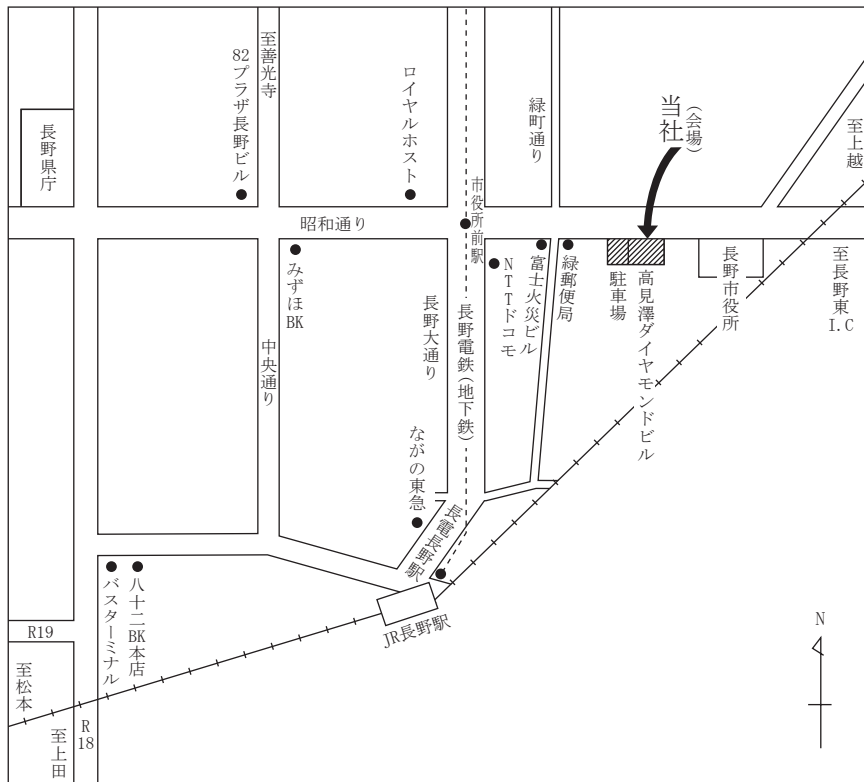 至善光寺
82プラザ長野ビル
ロイヤルホスト
緑町通り
当社
(会場)
至上越
長野県庁
市役所前駅
昭和通り
みずほBK
長野大通り
長野電鉄(地下鉄)
NTTドコモ
富士火災ビル
緑郵便局
駐車場
高見澤ダイヤモンドビル
長野市役所
至長野東I.C
中央通り
ながの東急
長電長野駅
JR長野駅
バスターミナル
八十二BK本店
R19
至松本
至上田
R18
N